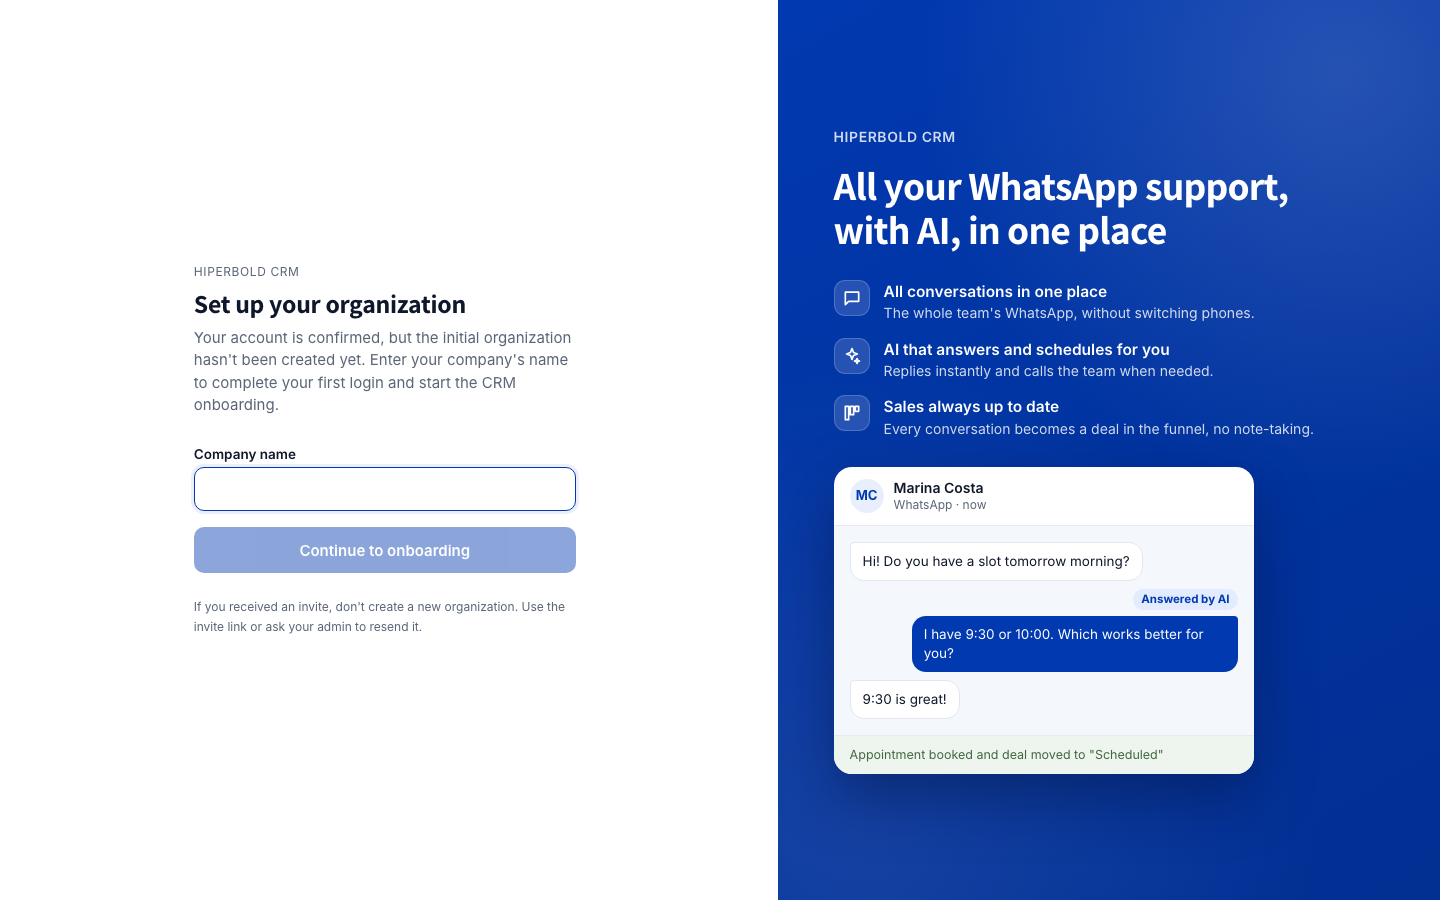 HIPERBOLD CRM
Set up your organization
Your account is confirmed, but the initial organization
hasn't been created yet. Enter your company's name
to complete your first login and start the CRM
onboarding.
Company name
Continue to onboarding
If you received an invite, don't create a new organization. Use the
invite link or ask your admin to resend it.
HIPERBOLD CRM
All your WhatsApp support,
with AI, in one place
All conversations in one place
The whole team's WhatsApp, without switching phones.
AI that answers and schedules for you
Replies instantly and calls the team when needed.
Sales always up to date
Every conversation becomes a deal in the funnel, no note-taking.
MC
Marina Costa
WhatsApp · now
Hi! Do you have a slot tomorrow morning?
Answered by AI
I have 9:30 or 10:00. Which works better for
you?
9:30 is great!
Appointment booked and deal moved to "Scheduled"